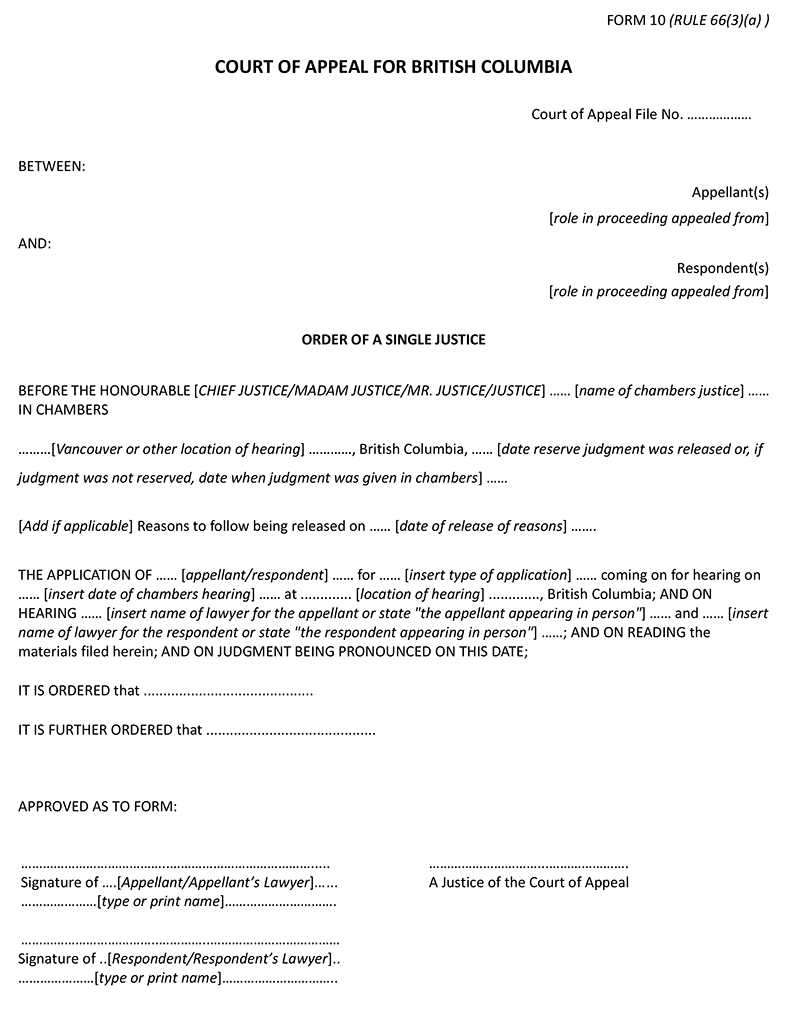 FORM 10 (RULE 66(3)(a) )
COURT OF APPEAL FOR BRITISH COLUMBIA
Court of Appeal File No. ………………
BETWEEN:
Appellant(s)
[role in proceeding appealed from]
AND:
Respondent(s)
[role in proceeding appealed from]
ORDER OF A SINGLE JUSTICE
BEFORE THE HONOURABLE [CHIEF JUSTICE/MADAM JUSTICE/MR. JUSTICE/JUSTICE] …… [name of chambers justice] ……
IN CHAMBERS
………[Vancouver or other location of hearing] …………, British Columbia, …… [date reserve judgment was released or, if
judgment was not reserved, date when judgment was given in chambers] ……
[Add if applicable] Reasons to follow being released on …… [date of release of reasons] …….
THE APPLICATION OF …… [appellant/respondent] …… for …… [insert type of application] …… coming on for hearing on
…… [insert date of chambers hearing] …… at ............. [location of hearing] ............., British Columbia; AND ON
HEARING …… [insert name of lawyer for the appellant or state "the appellant appearing in person"] …… and …… [insert
name of lawyer for the respondent or state "the respondent appearing in person"] ……; AND ON READING the
materials filed herein; AND ON JUDGMENT BEING PRONOUNCED ON THIS DATE;
IT IS ORDERED that ...........................................
IT IS FURTHER ORDERED that ...........................................
APPROVED AS TO FORM:
………………………………..……………………………………..... ……………………………..………………….
Signature of ….[Appellant/Appellant’s Lawyer]…... A Justice of the Court of Appeal
…………………[type or print name]………………………….
………………………………..…………..………………………………
Signature of ..[Respondent/Respondent’s Lawyer]..
…………………[type or print name]…………………………..